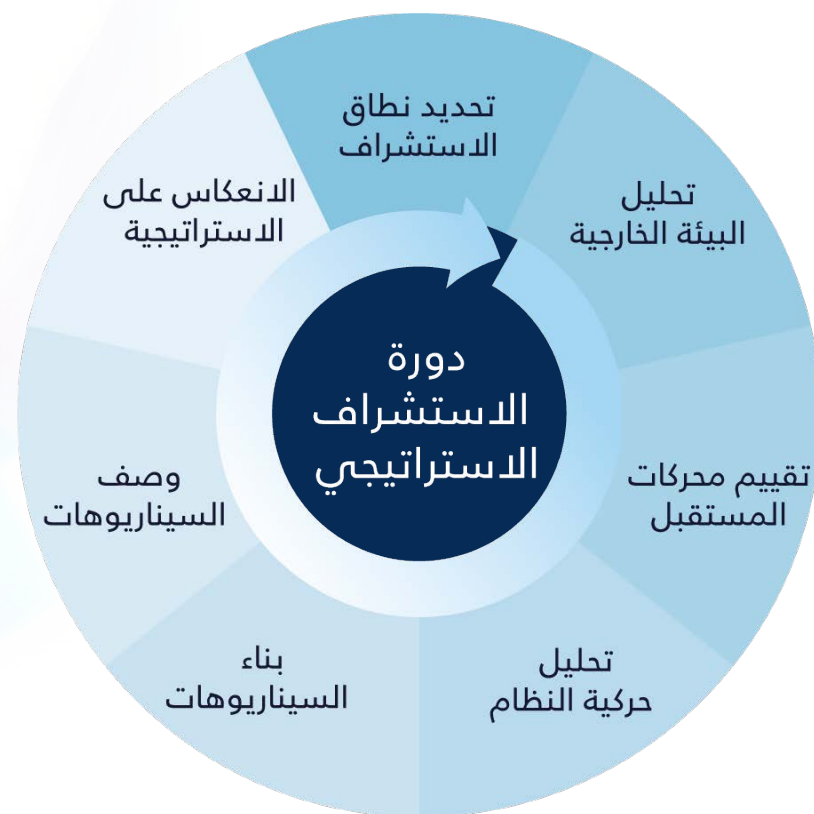 دورة
الاستشراف
الاستراتيجي
تحديد نطاق
الاستشراف
تحليل
البيئة الخارجية
تقييم محركات
المستقبل
تحليل
حركية النظام
بناء
السيناريوهات
وصف
السيناريوهات
الانعكاس على
الاستراتيجية